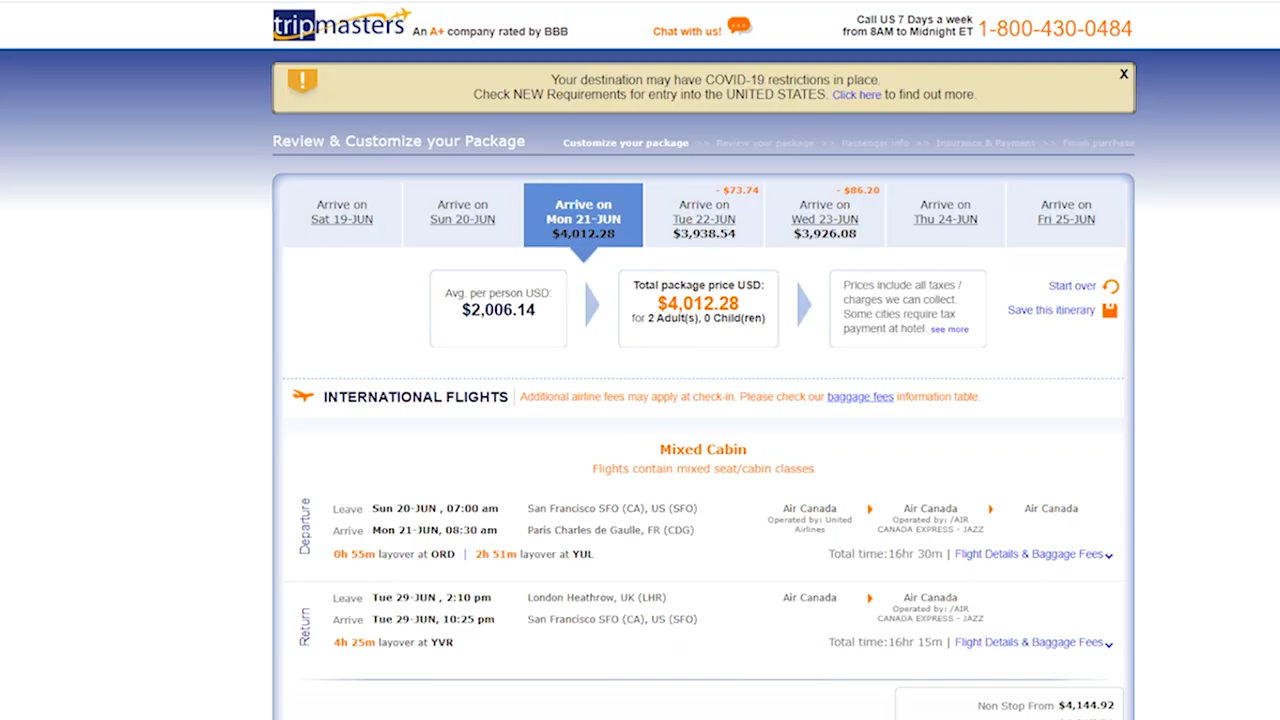 tripmasters An A+ company rated by BBB
Chat with us!
Call US 7 Days a week
from 8AM to Midnight ET 1-800-430-0484
Your destination may have COVID-19 restrictions in place. X
Check NEW Requirements for entry into the UNITED STATES. Click here to find out more.
Review & Customize your Package
Customize your package >> Review your package >> Passenger info >> Insurance & Payment >> Finish purchase
Arrive on
Sat 19-JUN
Arrive on
Sun 20-JUN
Arrive on
Mon 21-JUN
$4,012.28
- $73.74
Arrive on
Tue 22-JUN
$3,938.54
- $86.20
Arrive on
Wed 23-JUN
$3,926.08
Arrive on
Thu 24-JUN
Arrive on
Fri 25-JUN
Avg. per person USD:
$2,006.14
Total package price USD:
$4,012.28
for 2 Adult(s), 0 Child(ren)
Prices include all taxes /
charges we can collect.
Some cities require tax
payment at hotel. see more
Start over
Save this itinerary
INTERNATIONAL FLIGHTS Additional airline fees may apply at check-in. Please check our baggage fees information table.
Mixed Cabin
Flights contain mixed seat/cabin classes
Departure
Leave Sun 20-JUN , 07:00 am San Francisco SFO (CA), US (SFO)
Arrive Mon 21-JUN, 08:30 am Paris Charles de Gaulle, FR (CDG)
Air Canada
Operated by: United
Airlines
Air Canada
Operated by: /AIR
CANADA EXPRESS - JAZZ
Air Canada
0h 55m layover at ORD | 2h 51m layover at YUL
Total time:16hr 30m | Flight Details & Baggage Fees
Return
Leave Tue 29-JUN , 2:10 pm London Heathrow, UK (LHR)
Arrive Tue 29-JUN, 10:25 pm San Francisco SFO (CA), US (SFO)
Air Canada
Air Canada
Operated by: /AIR
CANADA EXPRESS - JAZZ
4h 25m layover at YVR
Total time:16hr 15m | Flight Details & Baggage Fees
Non Stop From $4,144.92